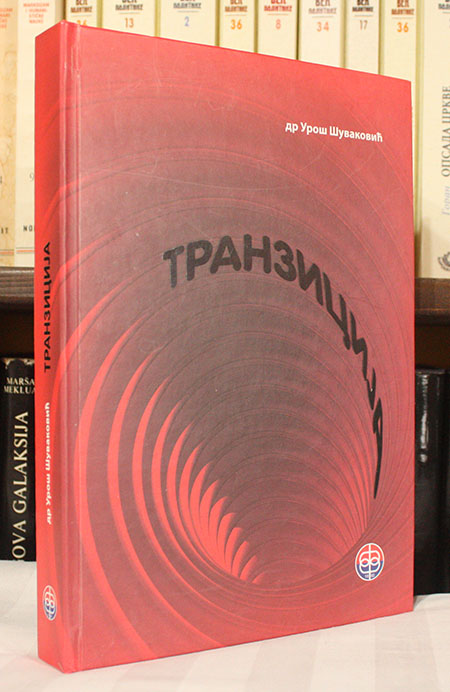 13
2
36
8
34
17
36
ОПСАДА ЦРКВЕ
др Урош Шуваковић
ТРАНЗИЦИЈА
ТРАНЗИЦИЈА
др Урош Шуваковић
MARŠA
MEKLUA
OVA GALAKSIJA